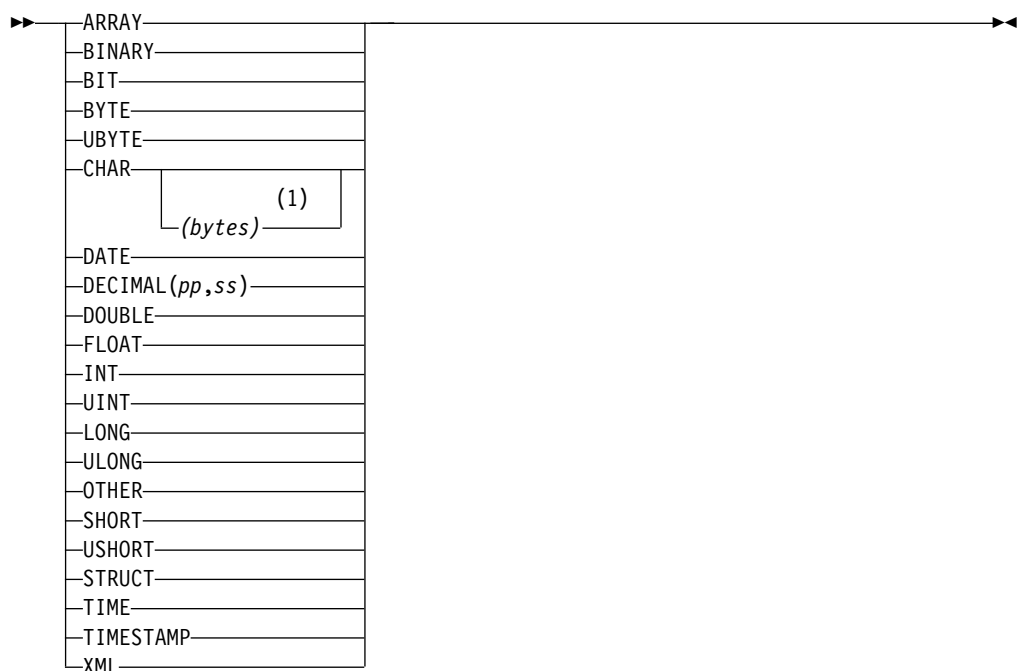 ARRAY
BINARY
BIT
BYTE
UBYTE
CHAR
(1)
(bytes)
DATE
DECIMAL(pp,ss)
DOUBLE
FLOAT
INT
UINT
LONG
ULONG
OTHER
SHORT
USHORT
STRUCT
TIME
TIMESTAMP
XML